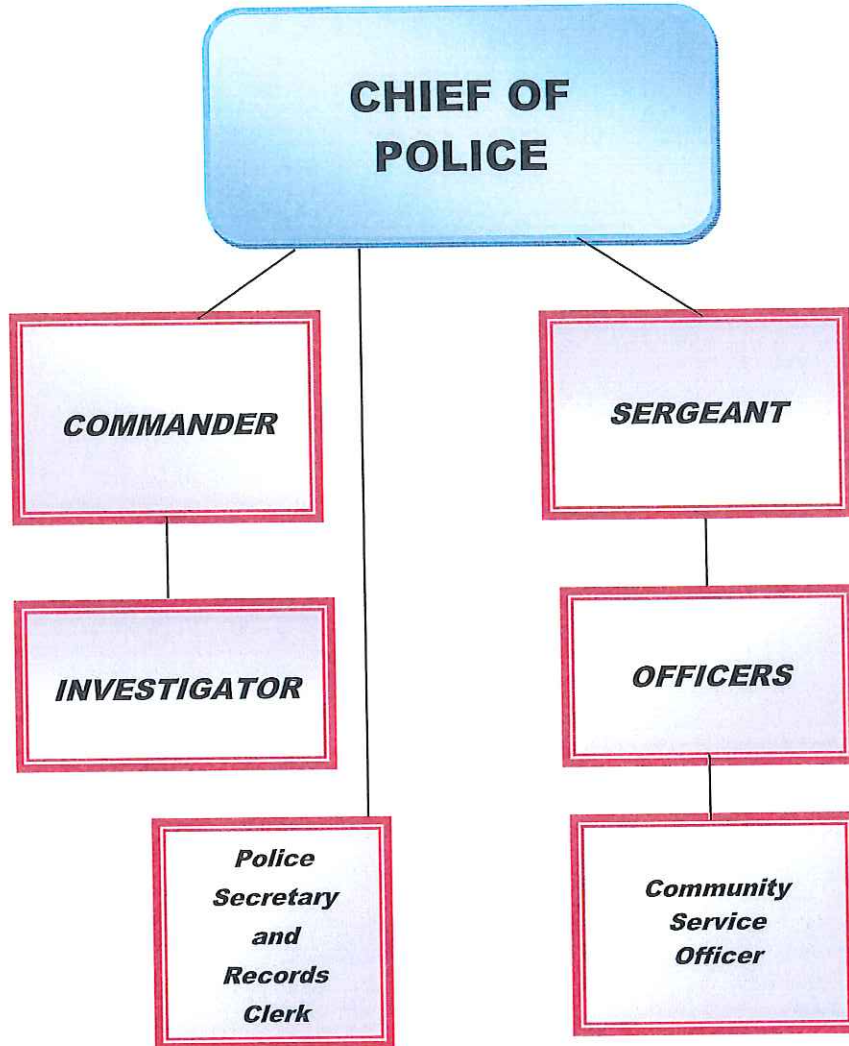 CHIEF OF
POLICE
COMMANDER
SERGEANT
INVESTIGATOR
OFFICERS
Police
Secretary
and
Records
Clerk
Community
Service
Officer